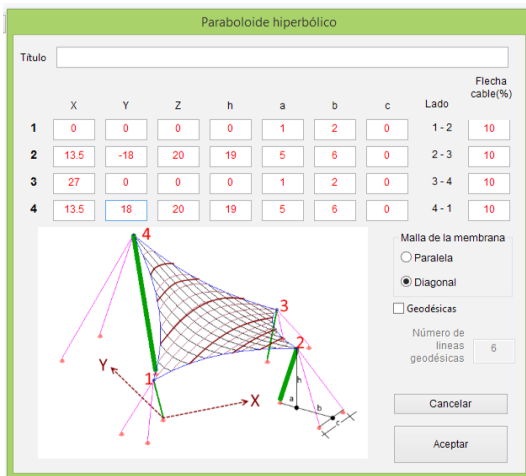 Paraboloide hiperbólico
Título
Flecha
cable(%)
X Y Z h a b c Lado
1 0 0 0 0 1 2 0 1 - 2 10
2 13.5 -18 20 19 5 6 0 2 - 3 10
3 27 0 0 0 1 2 0 3 - 4 10
4 13.5 18 20 19 5 6 0 4 - 1 10
Malla de la membrana
Paralela
Diagonal
Geodésicas
Número de
lineas
geodésicas
6
Cancelar
Aceptar
4
3
2
1
Y
X
h
a
b
c